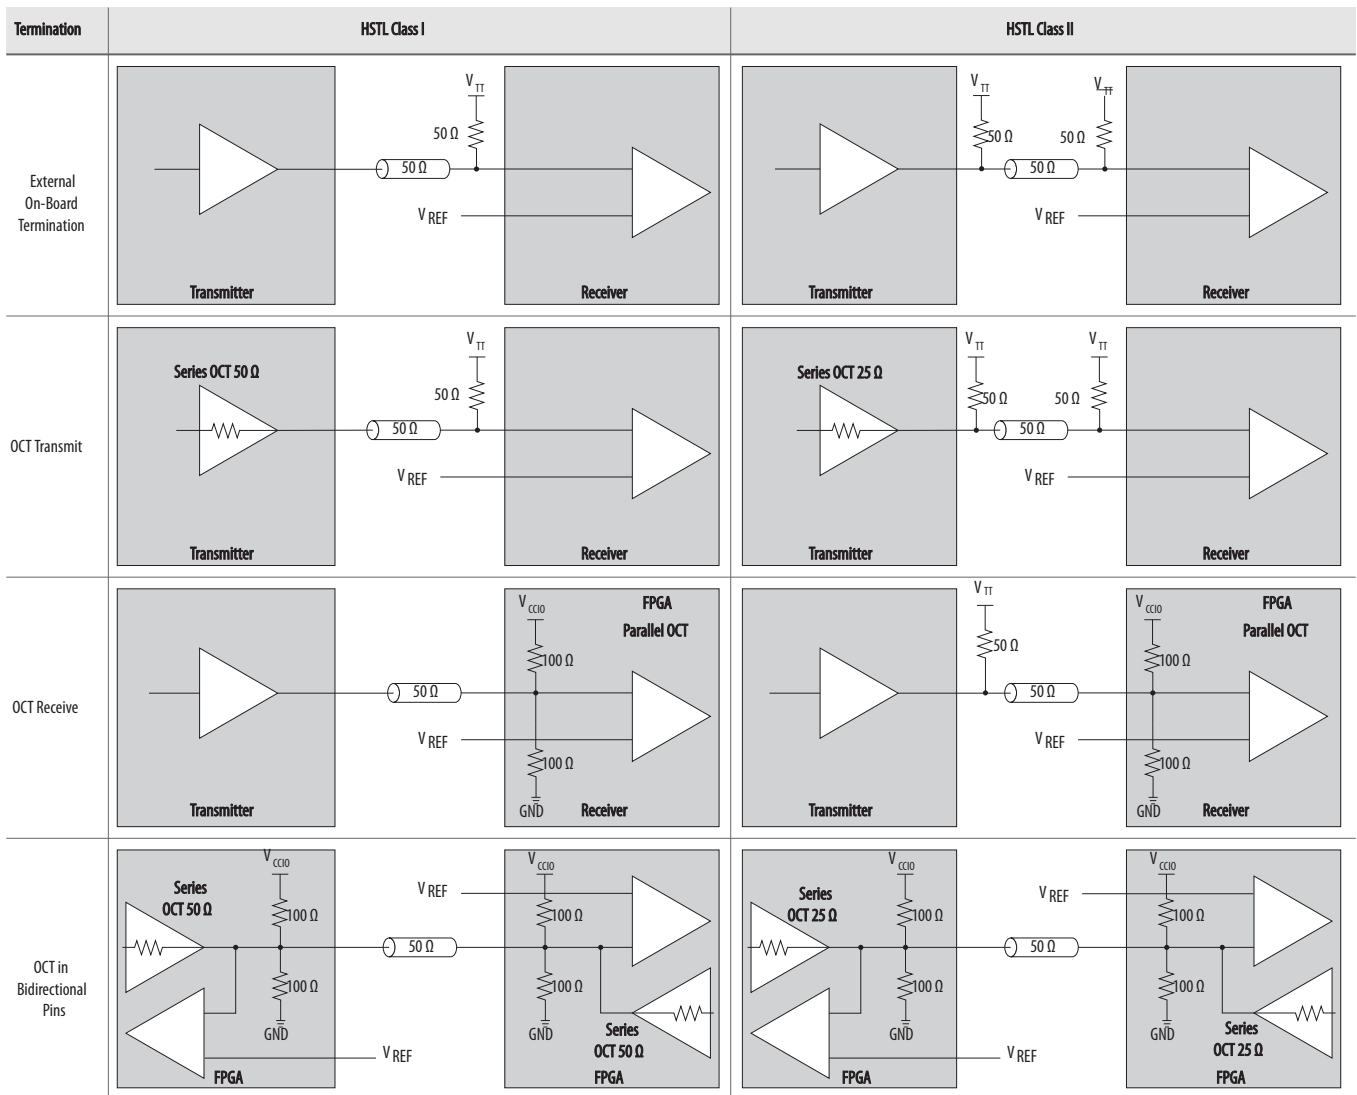 Termination
HSTL Class I
HSTL Class II
External
On-Board
Termination
V TT
50 Ω
50 Ω
V REF
Transmitter
Receiver
V TT
50 Ω
V TT
50 Ω
50 Ω
V REF
Transmitter
Receiver
OCT Transmit
Series OCT 50 Ω
V TT
50 Ω
50 Ω
V REF
Transmitter
Receiver
Series OCT 25 Ω
V TT
50 Ω
V TT
50 Ω
50 Ω
V REF
Transmitter
Receiver
OCT Receive
V CCIO
FPGA
Parallel OCT
100 Ω
50 Ω
V REF
100 Ω
GND
Transmitter
Receiver
V TT
50 Ω
V CCIO
FPGA
Parallel OCT
100 Ω
50 Ω
V REF
100 Ω
GND
Transmitter
Receiver
OCT in
Bidirectional
Pins
Series
OCT 50 Ω
V CCIO
100 Ω
100 Ω
GND
V REF
FPGA
50 Ω
V REF
V CCIO
100 Ω
100 Ω
GND
Series
OCT 50 Ω
FPGA
Series
OCT 25 Ω
V CCIO
100 Ω
100 Ω
GND
V REF
FPGA
50 Ω
V REF
V CCIO
100 Ω
100 Ω
GND
Series
OCT 25 Ω
FPGA